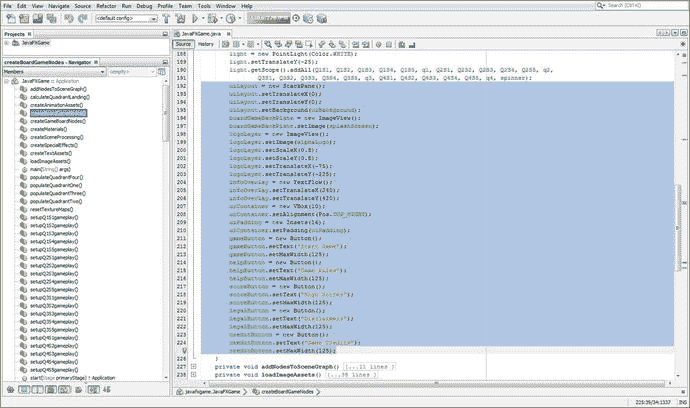 File Edit View Navigate Source Refactor Run Debug Profile Team Tools Window Help
Search (Ctrl+I)
<default config>
Projects
JavaFXGame
createBoardGameNodes - Navigator
Members
<empty>
JavaFXGame :: Application
addNodesToSceneGraph()
calculateQuadrantLanding()
createAnimationAssets()
createBoardGameNodes()
createGameBoardNodes()
createMaterials()
createSceneProcessing()
createSpecialEffects()
createTextAssets()
loadImageAssets()
main(String[] args)
populateQuadrantFour()
populateQuadrantOne()
populateQuadrantThree()
populateQuadrantTwo()
resetTextureMaps()
setupQ1S1gameplay()
setupQ1S2gameplay()
setupQ1S3gameplay()
setupQ1S4gameplay()
setupQ1S5gameplay()
setupQ2S1gameplay()
setupQ2S2gameplay()
setupQ2S3gameplay()
setupQ2S4gameplay()
setupQ2S5gameplay()
setupQ3S1gameplay()
setupQ3S2gameplay()
setupQ3S3gameplay()
setupQ3S4gameplay()
setupQ3S5gameplay()
setupQ4S1gameplay()
setupQ4S2gameplay()
setupQ4S3gameplay()
setupQ4S4gameplay()
setupQ4S5gameplay()
start(Stage primaryStage) :: Application
JavaFXGame.java
Source History
188 light = new PointLight(Color.WHITE);
189 light.setTranslateY(-25);
190 light.getScope().addAll(Q1S1, Q1S2, Q1S3, Q1S4, Q1S5, q1, Q2S1, Q2S2, Q2S3, Q2S4, Q2S5, q2,
191 Q3S1, Q3S2, Q3S3, Q3S4, Q3S5, q3, Q4S1, Q4S2, Q4S3, Q4S4, Q4S5, q4, spinner);
192 uiLayout = new StackPane();
193 uiLayout.setTranslateX(0);
194 uiLayout.setTranslateY(0);
195 uiLayout.setBackground(uiBackground);
196 boardGameBackPlate = new ImageView();
197 boardGameBackPlate.setImage(splashScreen);
198 logoLayer = new ImageView();
199 logoLayer.setImage(alphaLogo);
200 logoLayer.setScaleX(0.8);
201 logoLayer.setScaleY(0.8);
202 logoLayer.setTranslateX(-75);
203 logoLayer.setTranslateY(-225);
204 infoOverlay = new TextFlow();
205 infoOverlay.setTranslateX(240);
206 infoOverlay.setTranslateY(420);
207 uiContainer = new VBox(10);
208 uiContainer.setAlignment(Pos.TOP_RIGHT);
209 uiPadding = new Insets(16);
210 uiContainer.setPadding(uiPadding);
211 gameButton = new Button();
212 gameButton.setText("Start Game");
213 gameButton.setMaxWidth(125);
214 helpButton = new Button();
215 helpButton.setText("Game Rules");
216 helpButton.setMaxWidth(125);
217 scoreButton = new Button();
218 scoreButton.setText("High Scores");
219 scoreButton.setMaxWidth(125);
220 legalButton = new Button();
221 legalButton.setText("Disclaimers");
222 legalButton.setMaxWidth(125);
223 creditButton = new Button();
224 creditButton.setText("Game Credits");
creditButton.setMaxWidth(125);
226 }
227 private void addNodesToSceneGraph() {...11 lines }
238 private void loadImageAssets() {...38 lines }
javafxgame.JavaFXGame
createBoardGameNodes
225:39/34:1337
INS